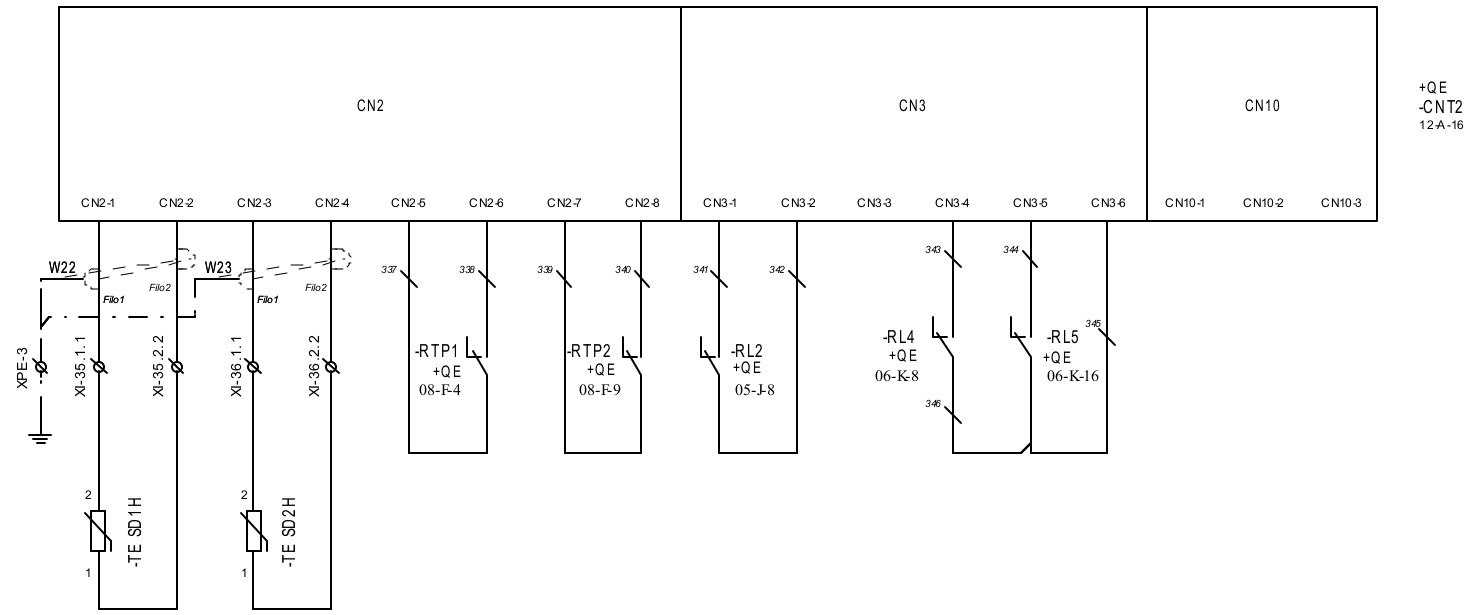 CN2
CN3
CN10
+QE
-CNT2
12-A-16
CN2-1
CN2-2
CN2-3
CN2-4
CN2-5
CN2-6
CN2-7
CN2-8
CN3-1
CN3-2
CN3-3
CN3-4
CN3-5
CN3-6
CN10-1
CN10-2
CN10-3
W22
W23
337
338
339
340
341
342
343
344
Filo1
Filo2
Filo1
Filo2
XPE-3
XI-35.1.1
XI-35.2.2
XI-36.1.1
XI-36.2.2
-RTP1
+QE
08-F-4
-RTP2
+QE
08-F-9
-RL2
+QE
05-J-8
-RL4
+QE
06-K-8
-RL5
+QE
06-K-16
345
346
2
-TE SD1H
1
2
-TE SD2H
1